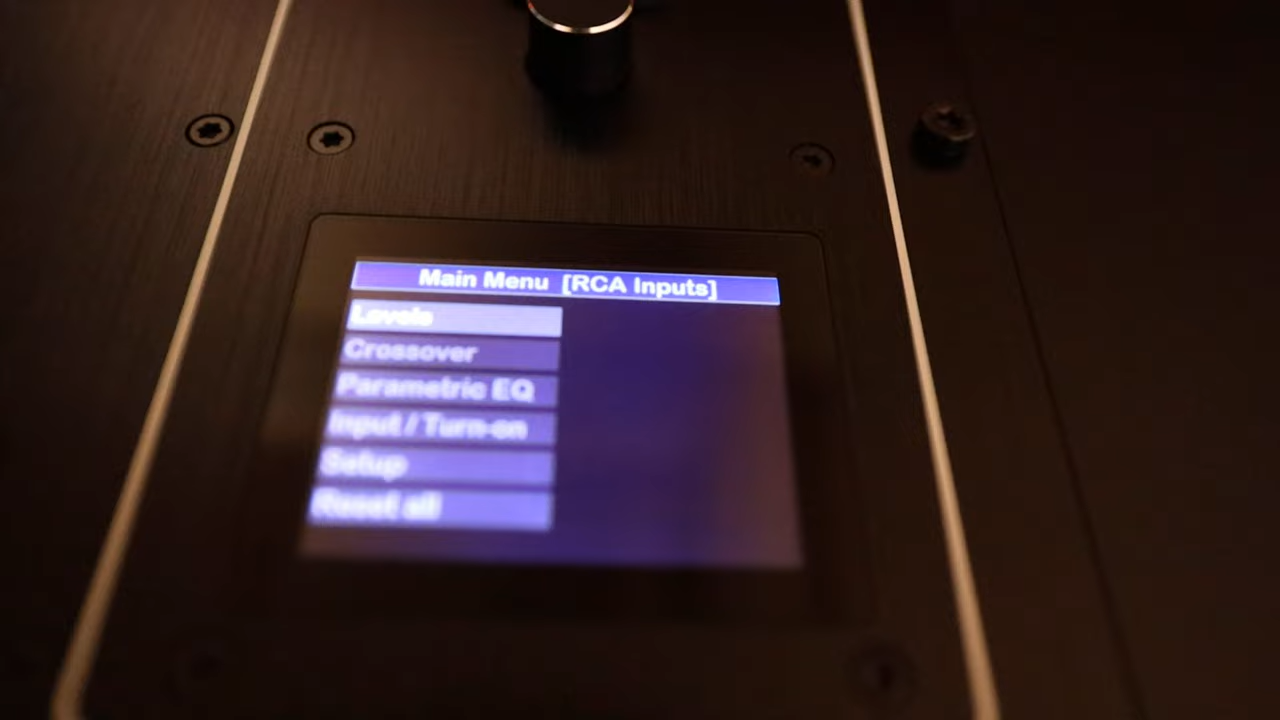 Main Menu [RCA Inputs]
Levels
Crossover
Parametric EQ
Input / Turn-on
Setup
Reset all